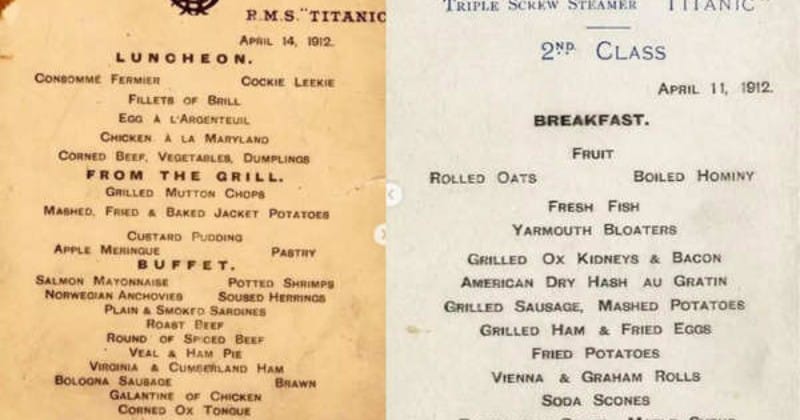 R.M.S. "TITANIC
APRIL 14, 1912.
LUNCHEON.
CONSOMMÉ FERMIER COCKIE LEEKIE
FILLETS OF BRILL
EGG À L'ARGENTEUIL
CHICKEN À LA MARYLAND
CORNED BEEF, VEGETABLES, DUMPLINGS
FROM THE GRILL.
GRILLED MUTTON CHOPS
MASHED, FRIED & BAKED JACKET POTATOES
CUSTARD PUDDING
APPLE MERINGUE PASTRY
BUFFET.
SALMON MAYONNAISE POTTED SHRIMPS
NORWEGIAN ANCHOVIES SOUSED HERRINGS
PLAIN & SMOKED SARDINES
ROAST BEEF
ROUND OF SPICED BEEF
VEAL & HAM PIE
VIRGINIA & CUMBERLAND HAM
BOLOGNA SAUSAGE BRAWN
GALANTINE OF CHICKEN
CORNED OX TONGUE
TRIPLE SCREW STEAMER "TITANIC"
2ND. CLASS
APRIL 11, 1912.
BREAKFAST.
FRUIT
ROLLED OATS BOILED HOMINY
FRESH FISH
YARMOUTH BLOATERS
GRILLED OX KIDNEYS & BACON
AMERICAN DRY HASH AU GRATIN
GRILLED SAUSAGE, MASHED POTATOES
GRILLED HAM & FRIED EGGS
FRIED POTATOES
VIENNA & GRAHAM ROLLS
SODA SCONES